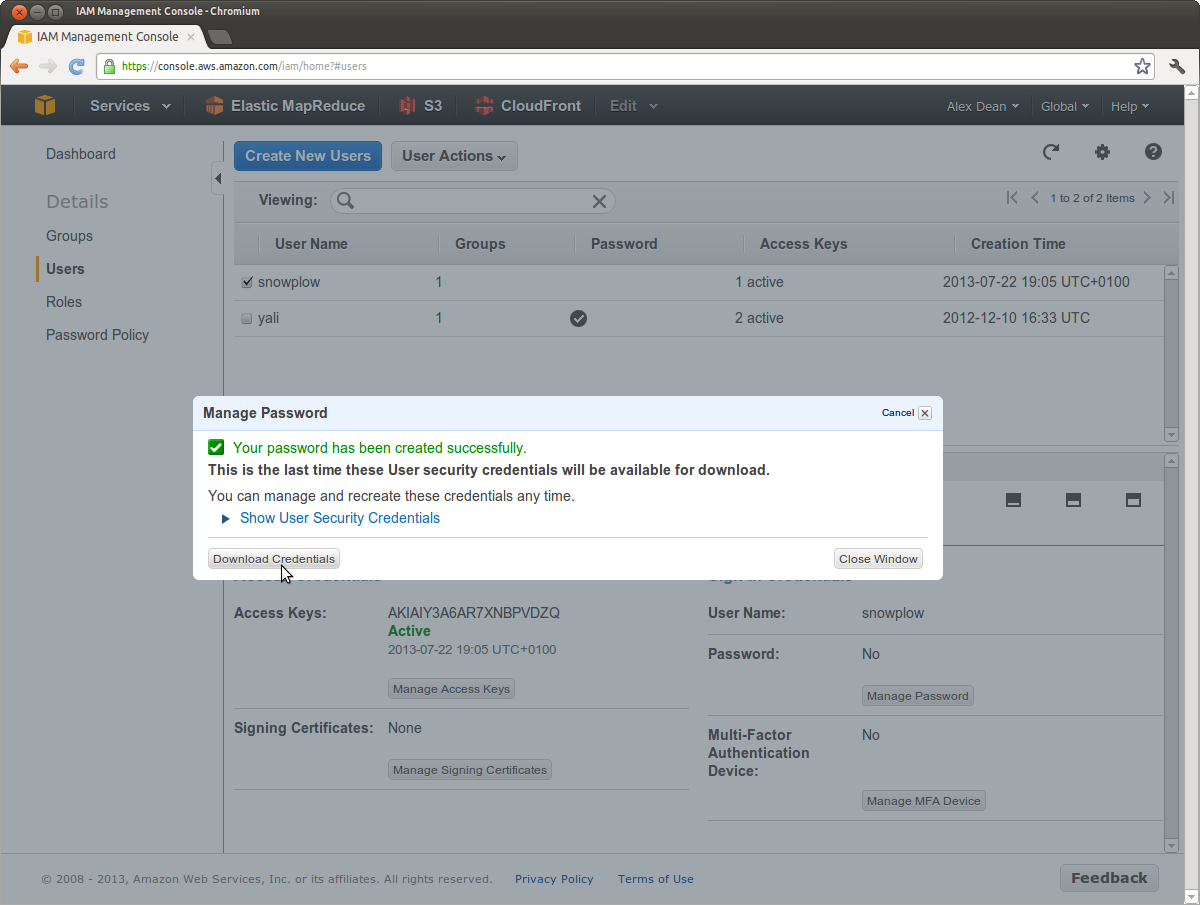 IAM Management Console - Chromium
IAM Management Console
https://console.aws.amazon.com/iam/home?#users
Services Elastic MapReduce S3 CloudFront Edit Alex Dean Global Help
Dashboard
Details
Groups
Users
Roles
Password Policy
Create New Users User Actions
Viewing: 1 to 2 of 2 Items
User Name Groups Password Access Keys Creation Time
snowplow 1 1 active 2013-07-22 19:05 UTC+0100
yali 1 2 active 2012-12-10 16:33 UTC
Manage Password Cancel
Your password has been created successfully.
This is the last time these User security credentials will be available for download.
You can manage and recreate these credentials any time.
Show User Security Credentials
Download Credentials Close Window
Access Keys: AKIAIY3A6AR7XNBPVDZQ
Active
2013-07-22 19:05 UTC+0100
Manage Access Keys
Signing Certificates: None
Manage Signing Certificates
User Name: snowplow
Password: No
Manage Password
Multi-Factor No
Authentication
Device:
Manage MFA Device
© 2008 - 2013, Amazon Web Services, Inc. or its affiliates. All rights reserved. Privacy Policy Terms of Use Feedback